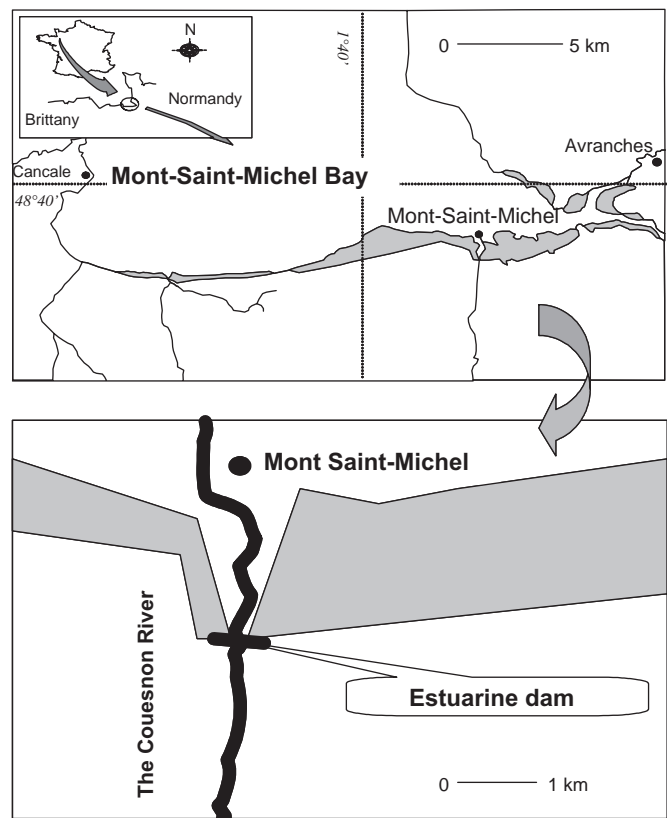 N
Normandy
Brittany
1°40'
0 5 km
Avranches
Cancale
Mont-Saint-Michel Bay
48°40'
Mont-Saint-Michel
Mont Saint-Michel
The Couesnon River
Estuarine dam
0 1 km